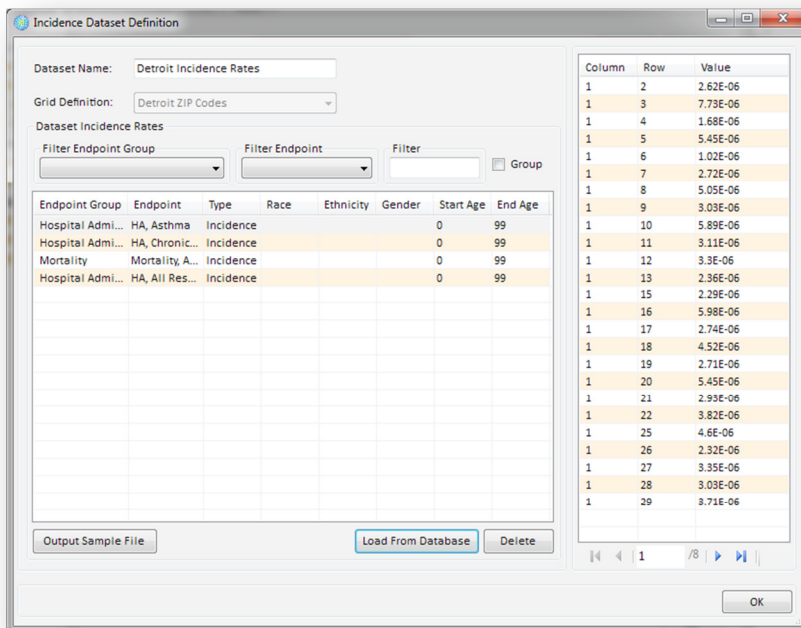 Incidence Dataset Definition
Dataset Name: Detroit Incidence Rates
Grid Definition: Detroit ZIP Codes
Dataset Incidence Rates
Filter Endpoint Group Filter Endpoint Filter
Group
Endpoint Group Endpoint Type Race Ethnicity Gender Start Age End Age
Hospital Admi... HA, Asthma Incidence 0 99
Hospital Admi... HA, Chronic... Incidence 0 99
Mortality Mortality, A... Incidence 0 99
Hospital Admi... HA, All Res... Incidence 0 99
Output Sample File Load From Database Delete
Column Row Value
1 2 2.62E-06
1 3 7.73E-06
1 4 1.68E-06
1 5 5.45E-06
1 6 1.02E-06
1 7 2.72E-06
1 8 5.05E-06
1 9 3.03E-06
1 10 5.89E-06
1 11 3.11E-06
1 12 3.3E-06
1 13 2.36E-06
1 15 2.29E-06
1 16 5.98E-06
1 17 2.74E-06
1 18 4.52E-06
1 19 2.71E-06
1 20 5.45E-06
1 21 2.93E-06
1 22 3.82E-06
1 25 4.6E-06
1 26 2.32E-06
1 27 3.35E-06
1 28 3.03E-06
1 29 3.71E-06
1 /8
OK